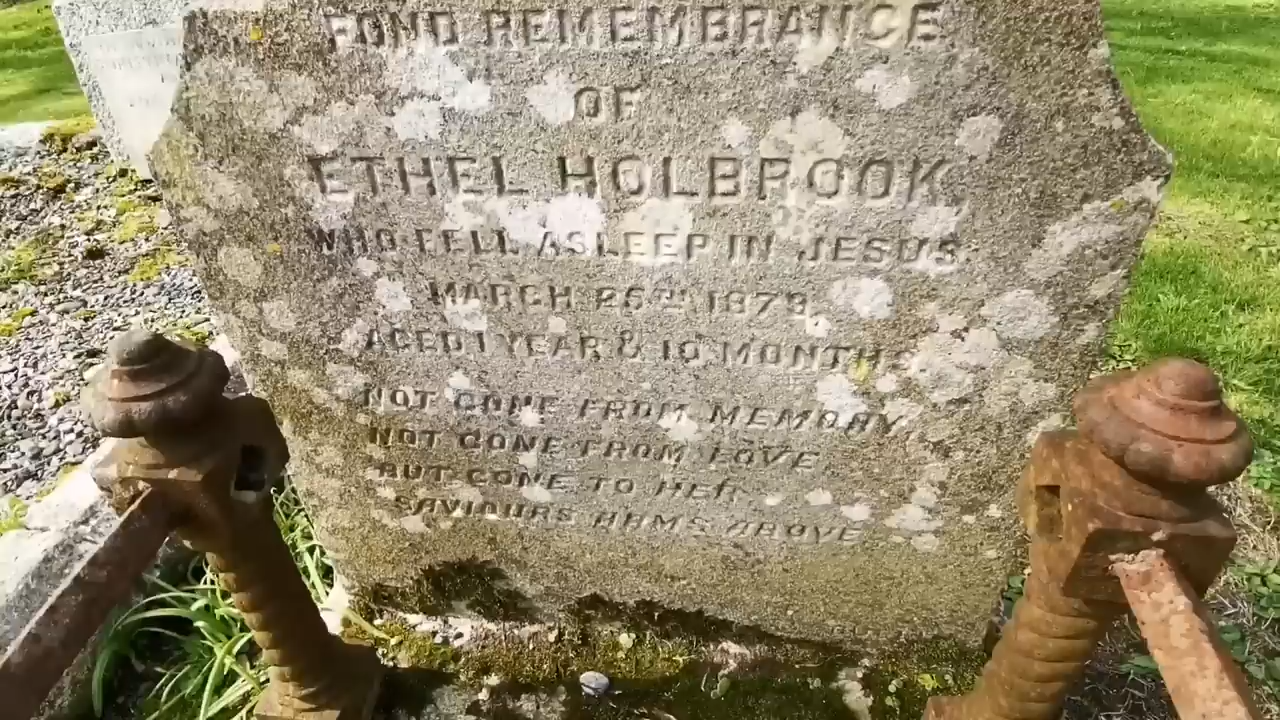 FOND REMEMBRANCE
OF
ETHEL HOLBROOK
WHO FELL ASLEEP IN JESUS
MARCH 25TH 1879
AGED 1 YEAR & 10 MONTHS
NOT GONE FROM MEMORY
NOT GONE FROM LOVE
BUT GONE TO HER
SAVIOURS ARMS ABOVE